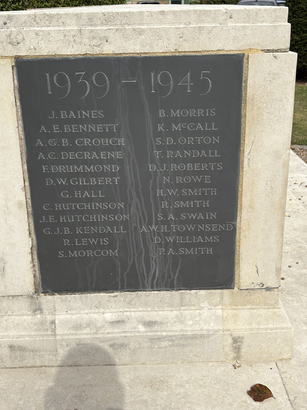 1939 – 1945
J. BAINES
A. E. BENNETT
A. G. B. CROUCH
A. C. DECRAENE
F. DRUMMOND
D. W. GILBERT
G. HALL
C. HUTCHINSON
J. E. HUTCHINSON
G. J. B. KENDALL
R. LEWIS
S. MORCOM
B. MORRIS
K. McCALL
S. D. ORTON
T. RANDALL
D. J. ROBERTS
N. ROWE
H. W. SMITH
R. SMITH
S. A. SWAIN
A. W. H. TOWNSEND
D. WILLIAMS
P. A. SMITH